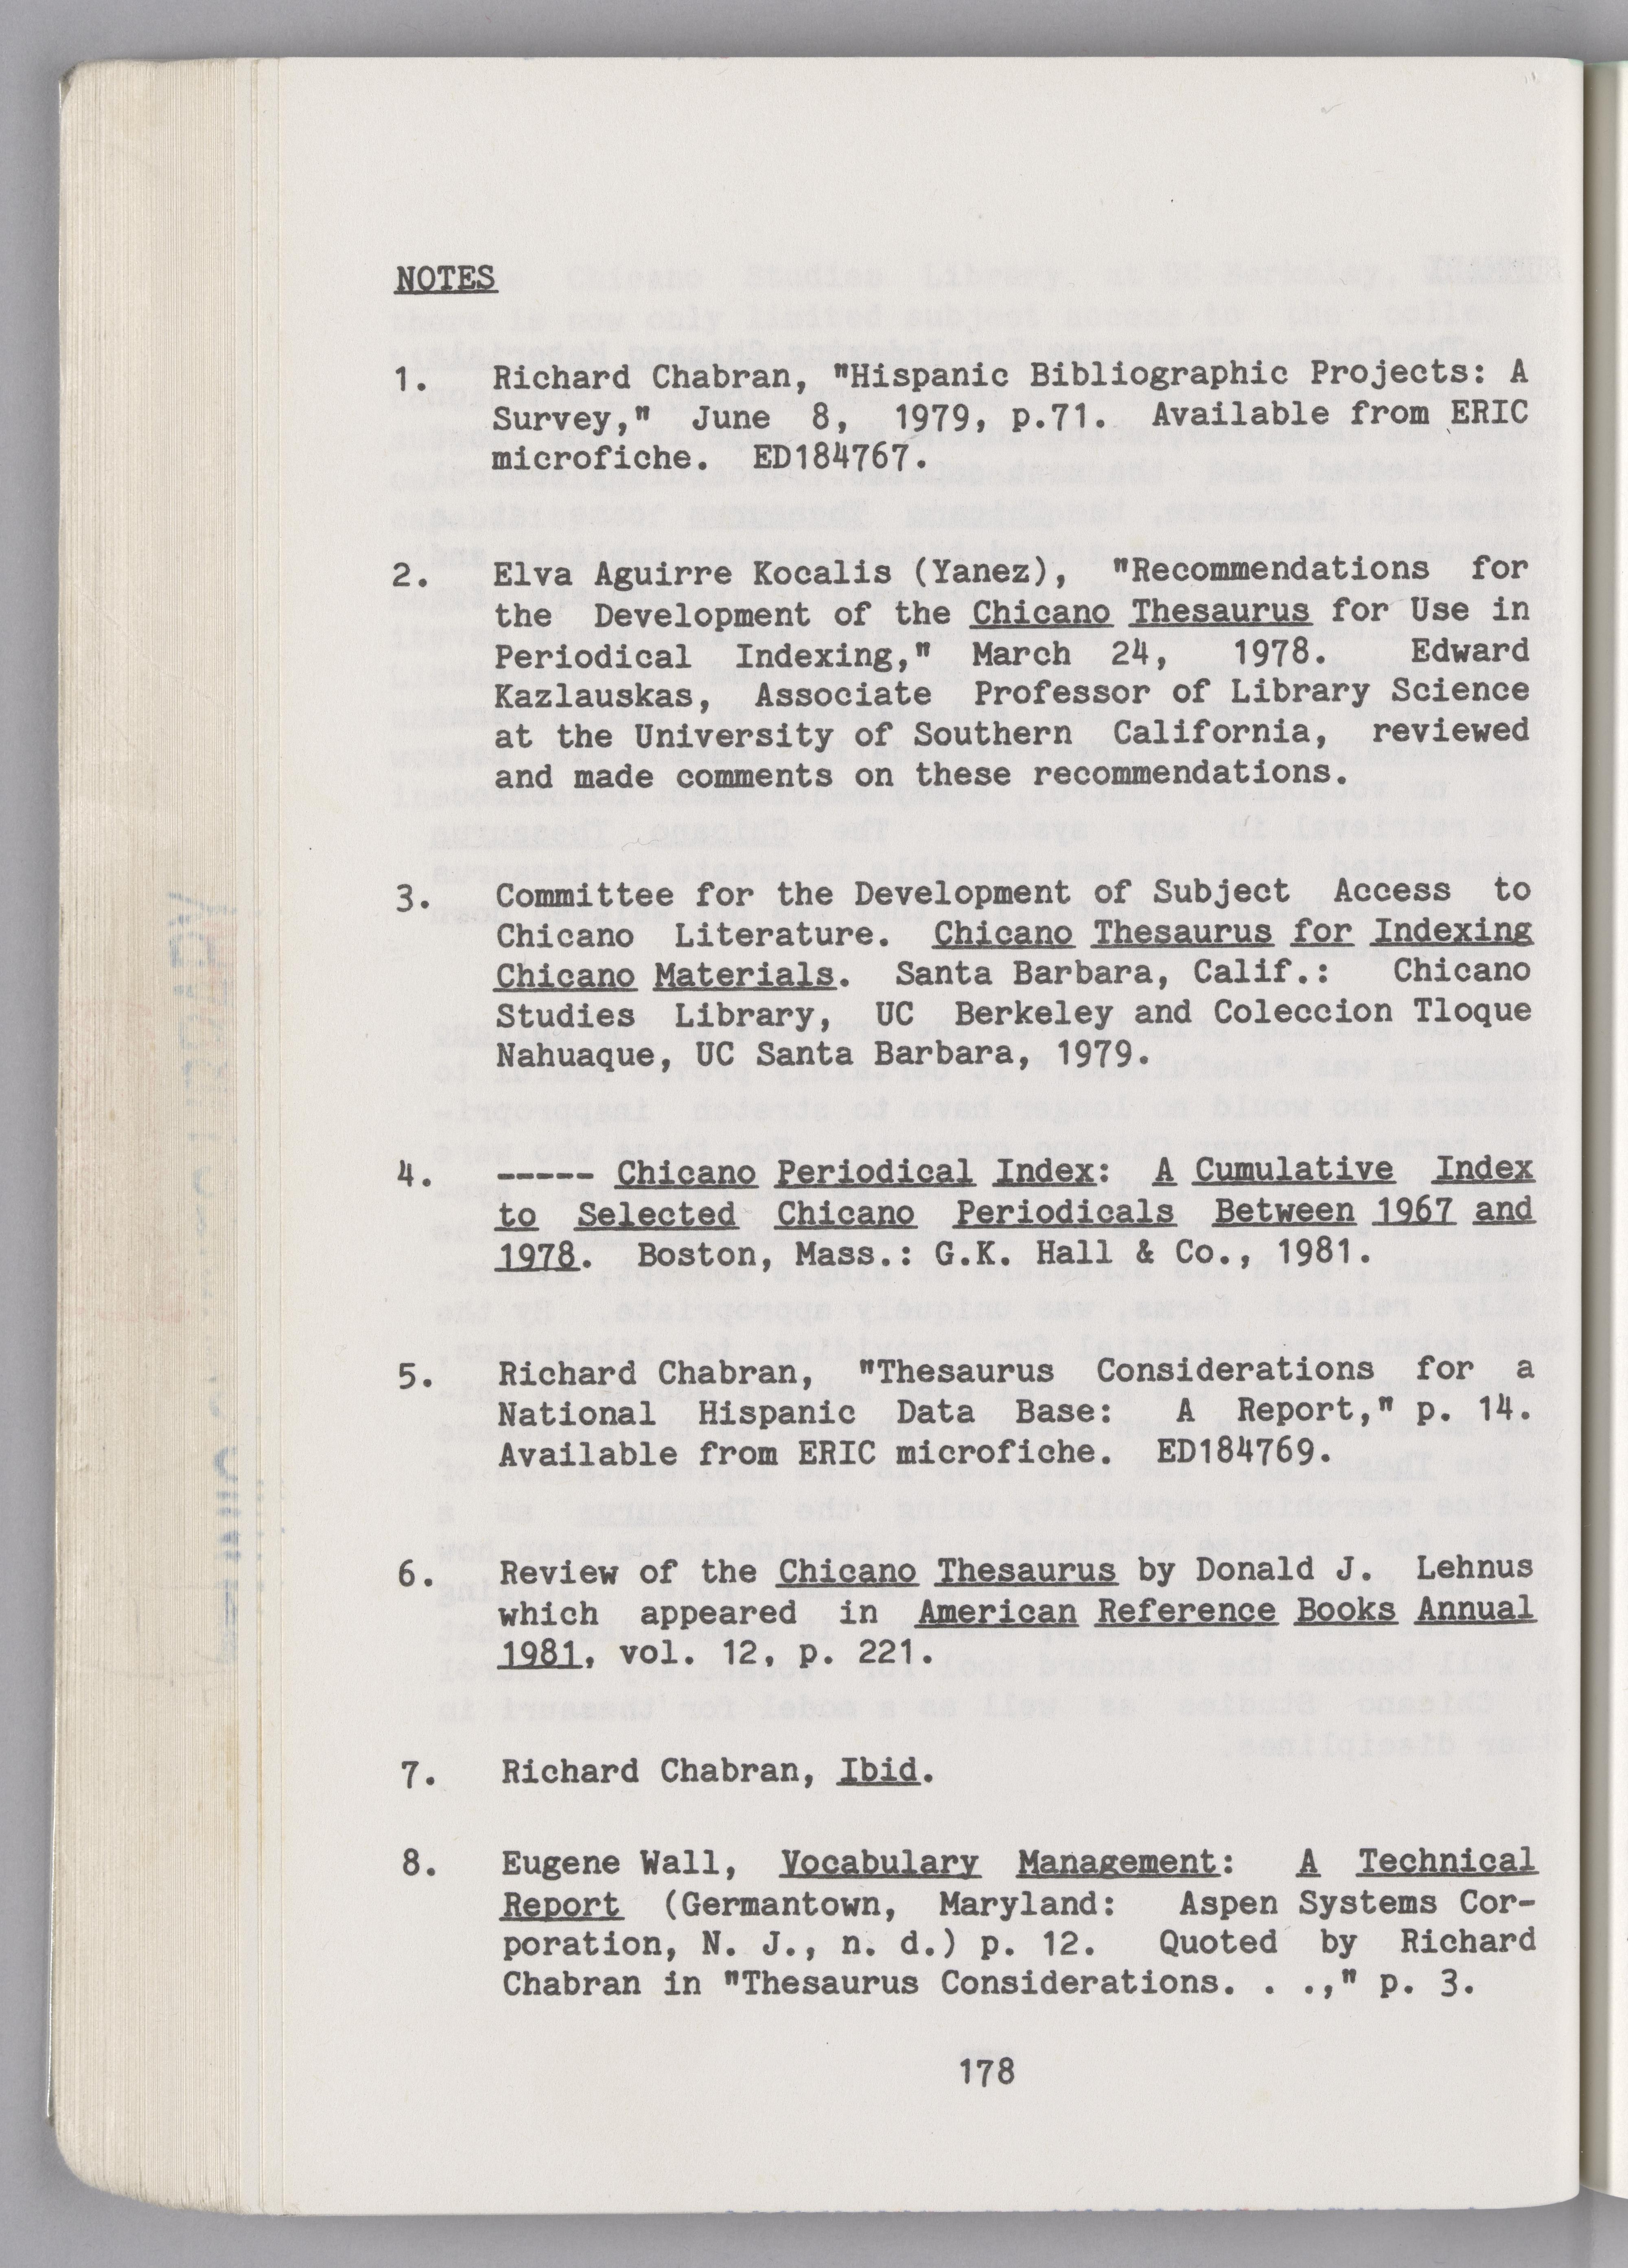 NOTES
1. Richard Chabran, "Hispanic Bibliographic Projects: A
Survey," June 8, 1979, p.71. Available from ERIC
microfiche. ED184767.
2. Elva Aguirre Kocalis (Yanez), "Recommendations for
the Development of the Chicano Thesaurus for Use in
Periodical Indexing," March 24, 1978. Edward
Kazlauskas, Associate Professor of Library Science
at the University of Southern California, reviewed
and made comments on these recommendations.
3. Committee for the Development of Subject Access to
Chicano Literature. Chicano Thesaurus for Indexing
Chicano Materials. Santa Barbara, Calif.: Chicano
Studies Library, UC Berkeley and Coleccion Tloque
Nahuaque, UC Santa Barbara, 1979.
4. ----- Chicano Periodical Index: A Cumulative Index
to Selected Chicano Periodicals Between 1967 and
1978. Boston, Mass.: G.K. Hall & Co., 1981.
5. Richard Chabran, "Thesaurus Considerations for a
National Hispanic Data Base: A Report," p. 14.
Available from ERIC microfiche. ED184769.
6. Review of the Chicano Thesaurus by Donald J. Lehnus
which appeared in American Reference Books Annual
1981, vol. 12, p. 221.
7. Richard Chabran, Ibid.
8. Eugene Wall, Vocabulary Management: A Technical
Report (Germantown, Maryland: Aspen Systems Cor-
poration, N. J., n. d.) p. 12. Quoted by Richard
Chabran in "Thesaurus Considerations. . .," p. 3.
178